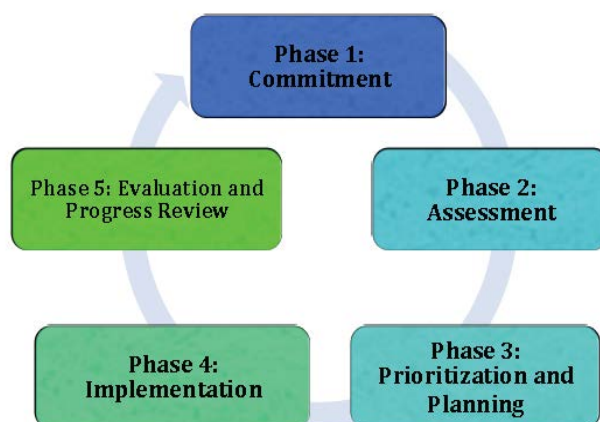 Phase 1:
Commitment
Phase 2:
Assessment
Phase 3:
Prioritization and
Planning
Phase 4:
Implementation
Phase 5: Evaluation and
Progress Review